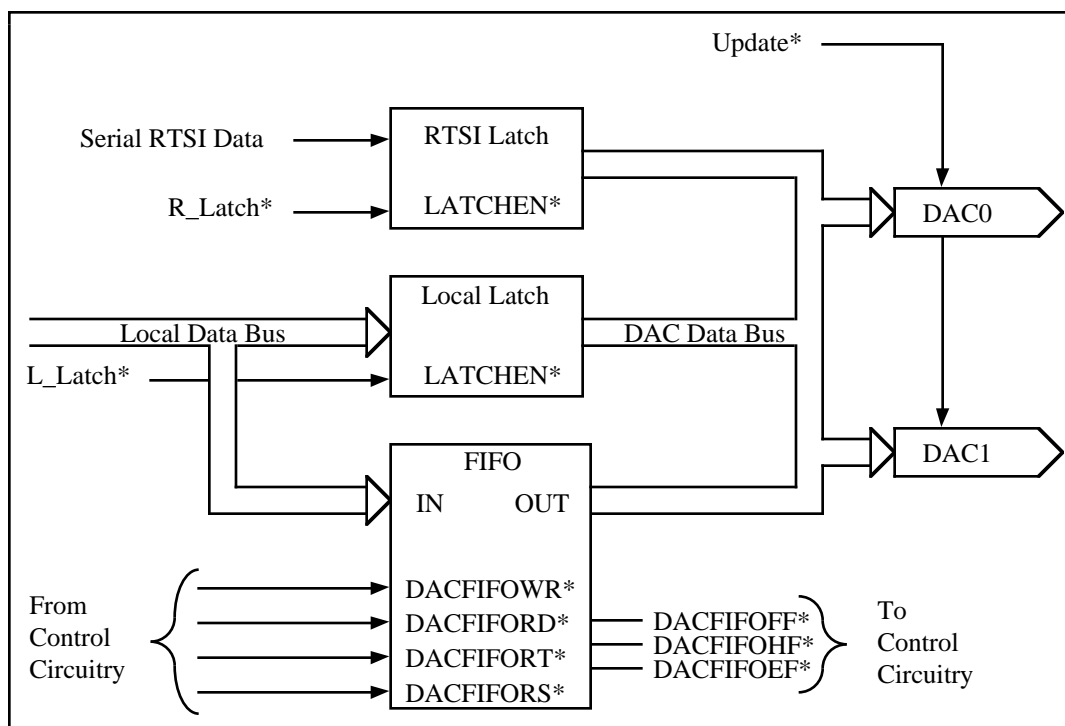 Update*
Serial RTSI Data
RTSI Latch
R_Latch*
LATCHEN*
DAC0
Local Latch
Local Data Bus
DAC Data Bus
L_Latch*
LATCHEN*
DAC1
FIFO
IN
OUT
From
Control
Circuitry
DACFIFOWR*
DACFIFORD*
DACFIFORT*
DACFIFORS*
DACFIFOFF*
DACFIFOHF*
DACFIFOEF*
To
Control
Circuitry